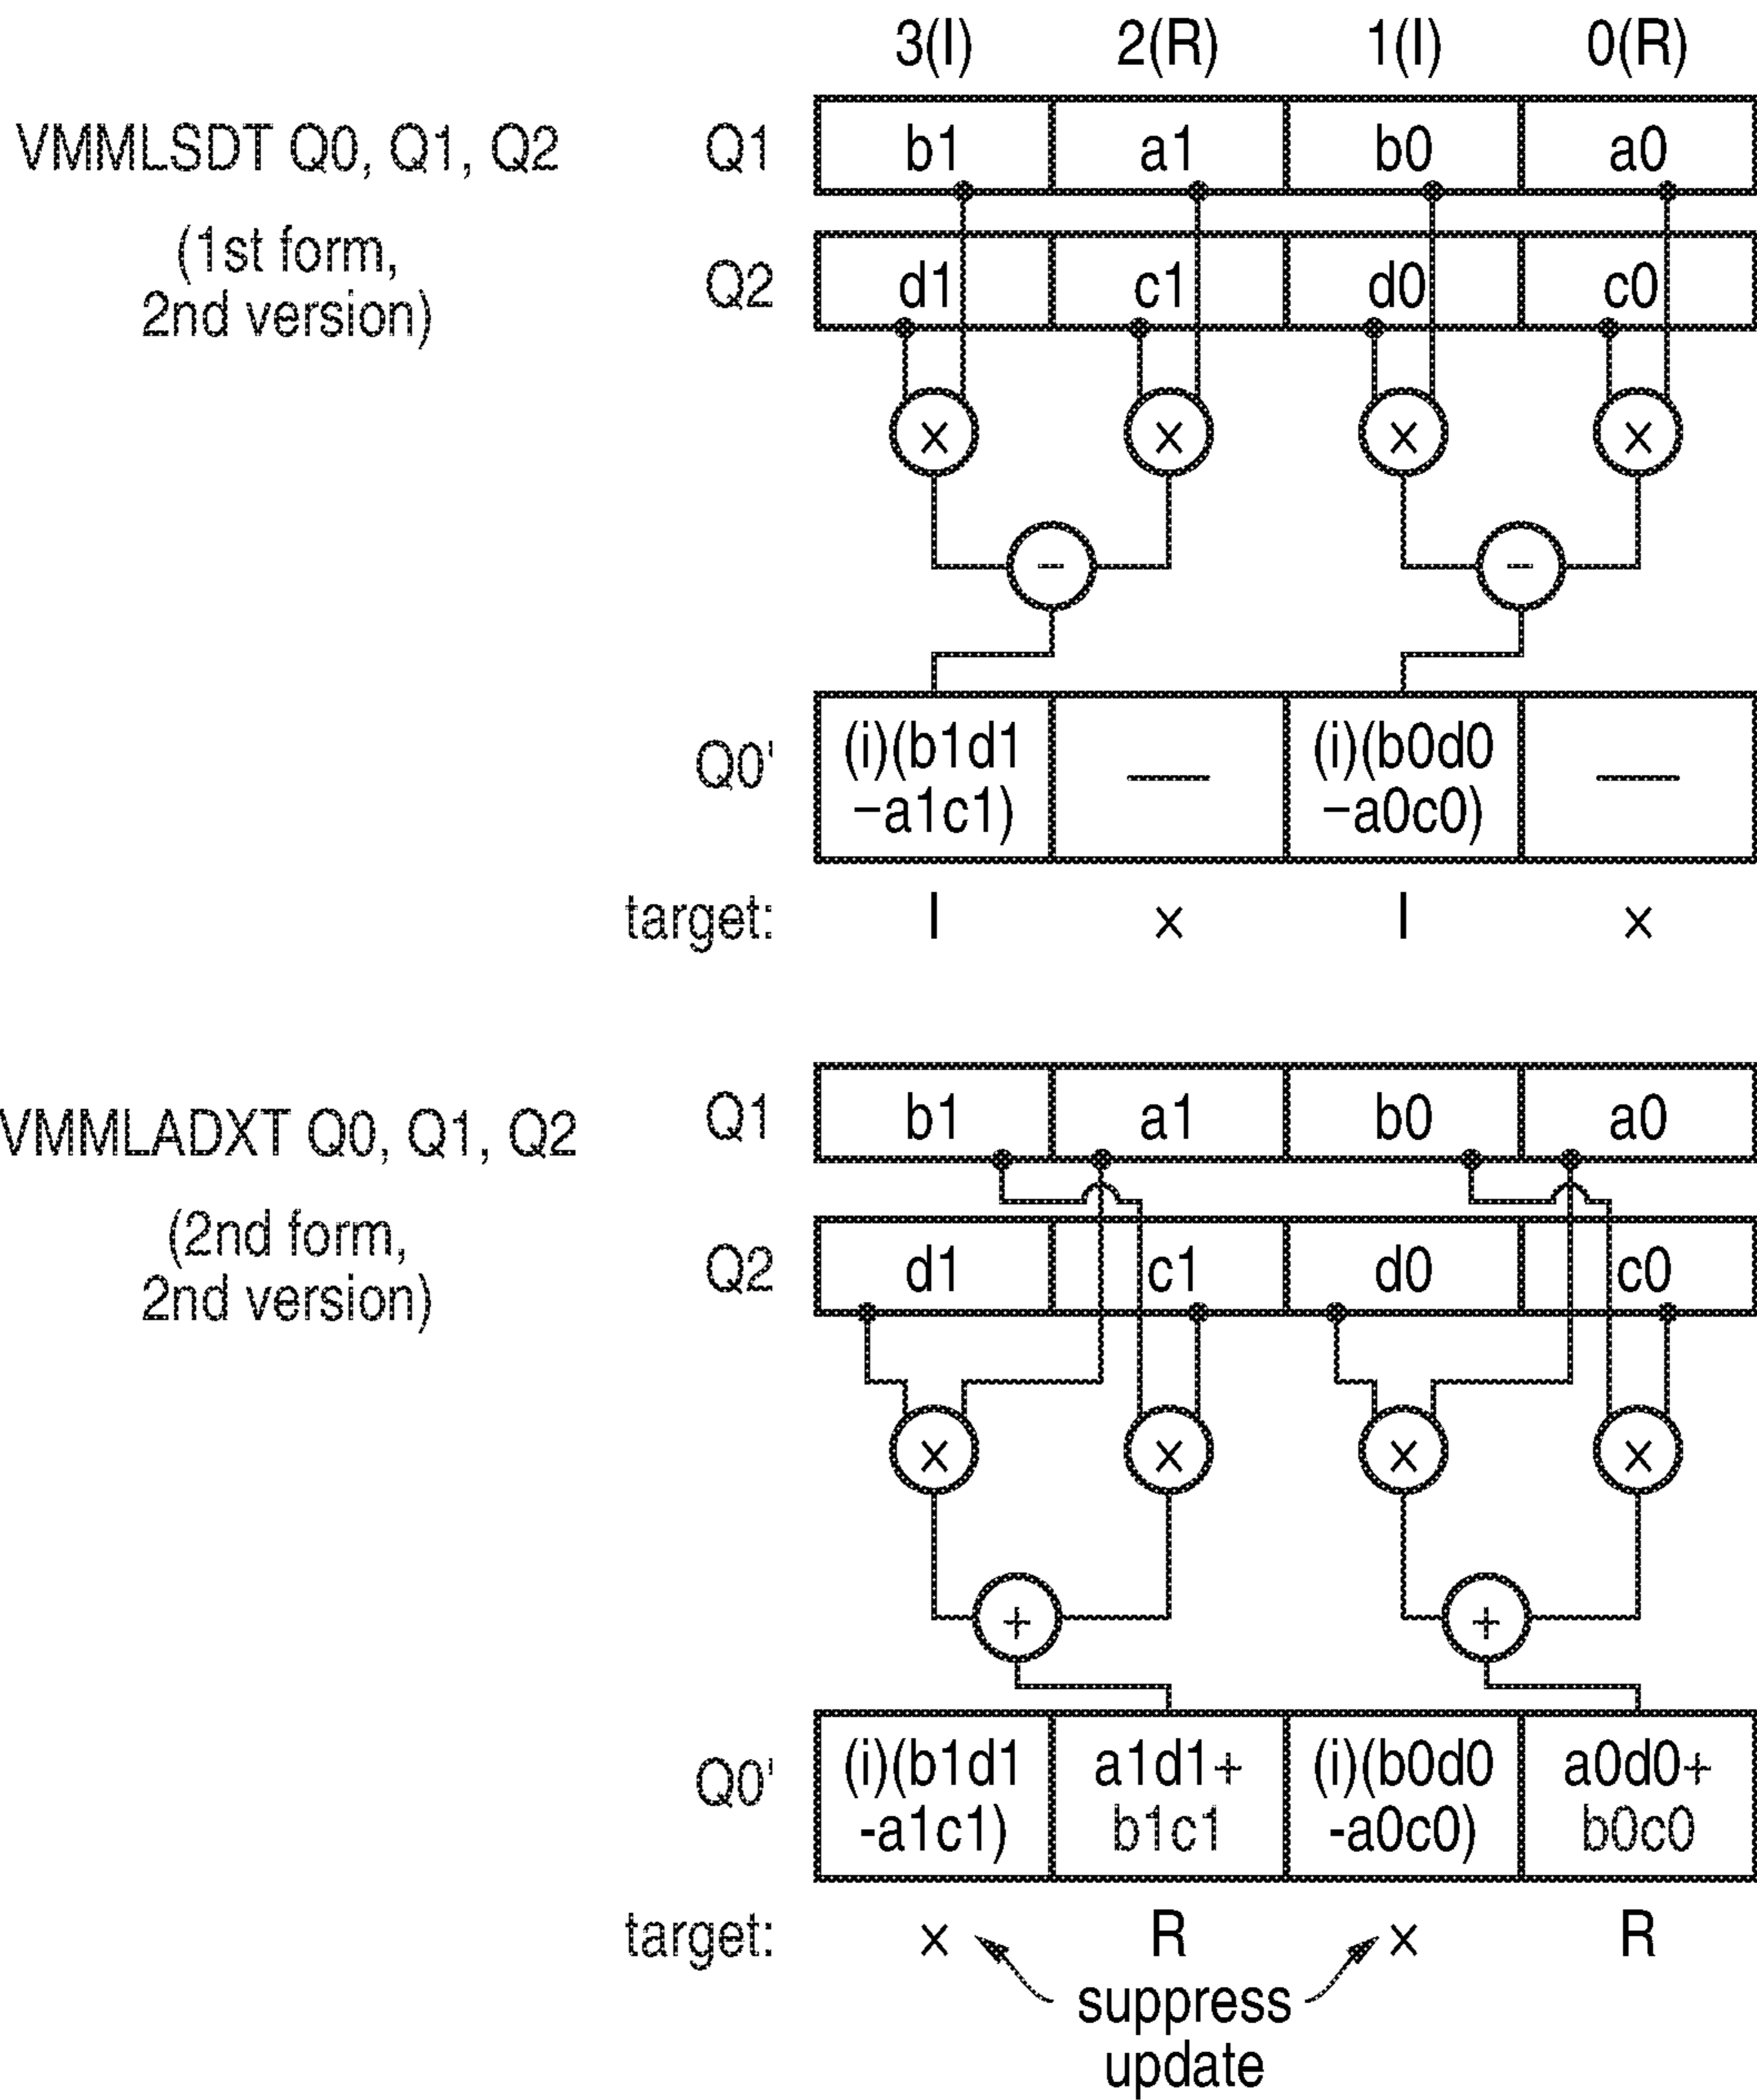 3(I) 2(R) 1(I) 0(R)
VMMLSDT Q0, Q1, Q2
(1st form,
2nd version)
Q1 b1 a1 b0 a0
Q2 d1 c1 d0 c0
× × × ×
− −
Q0' (i)(b1d1 — (i)(b0d0 —
−a1c1) −a0c0)
target: I × I ×
VMMLADXT Q0, Q1, Q2
(2nd form,
2nd version)
Q1 b1 a1 b0 a0
Q2 d1 c1 d0 c0
× × × ×
+ +
Q0' (i)(b1d1 a1d1+ (i)(b0d0 a0d0+
-a1c1) b1c1 -a0c0) b0c0
target: × R × R
suppress
update